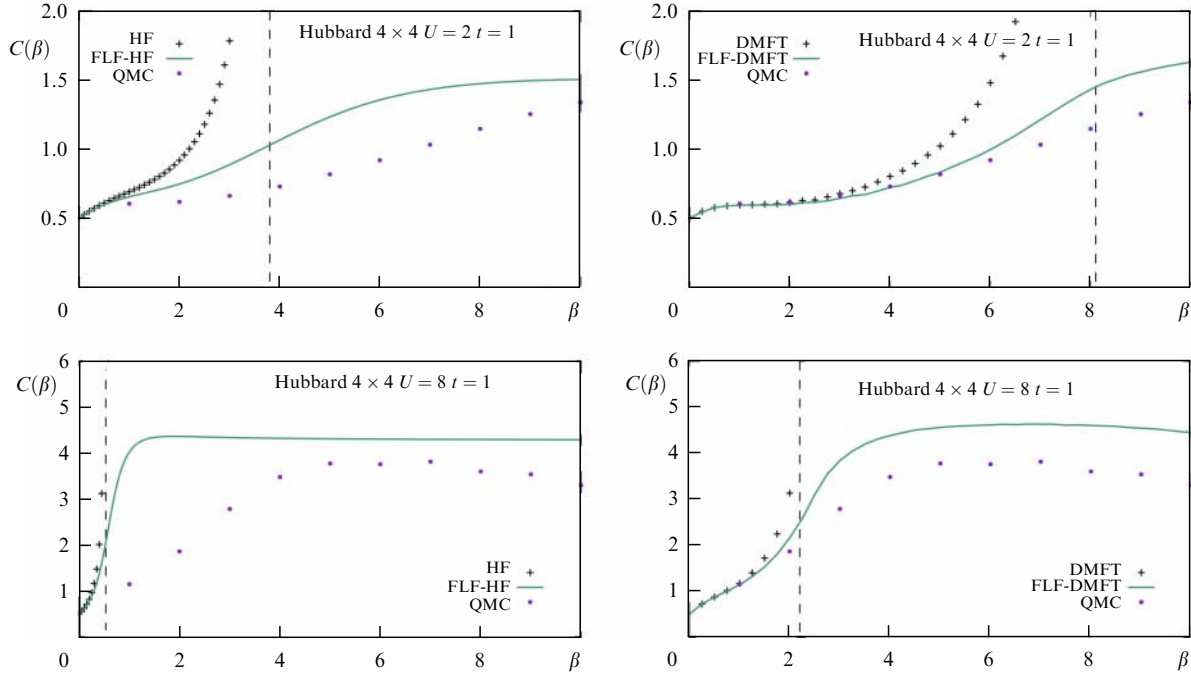 2.0
C(β)
HF
FLF-HF
QMC
Hubbard 4 × 4 U = 2 t = 1
1.5
1.0
0.5
0 2 4 6 8 β
2.0
C(β)
DMFT
FLF-DMFT
QMC
Hubbard 4 × 4 U = 2 t = 1
1.5
1.0
0.5
0 2 4 6 8 β
6
C(β)
Hubbard 4 × 4 U = 8 t = 1
5
4
3
2
HF
FLF-HF
QMC
1
0 2 4 6 8 β
6
C(β)
Hubbard 4 × 4 U = 8 t = 1
5
4
3
2
DMFT
FLF-DMFT
QMC
1
0 2 4 6 8 β